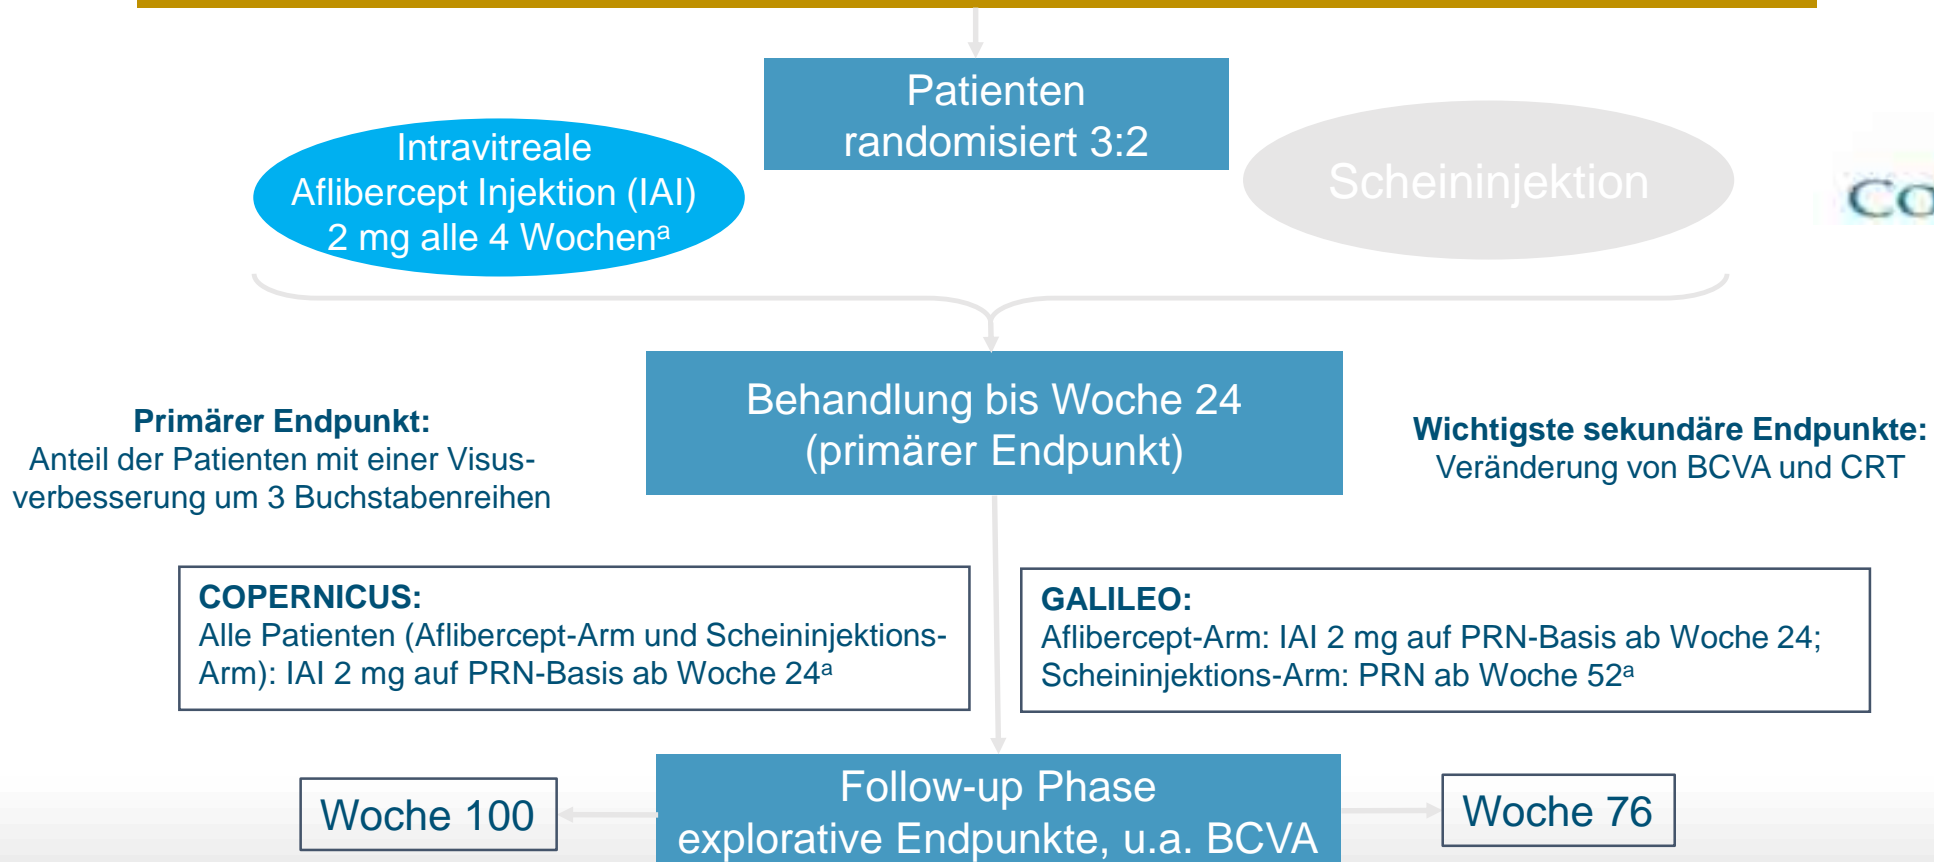 Patienten
randomisiert 3:2
Intravitreale
Aflibercept Injektion (IAI)
2 mg alle 4 Wochenᵃ
Scheininjektion
Behandlung bis Woche 24
(primärer Endpunkt)
Primärer Endpunkt:
Anteil der Patienten mit einer Visus-
verbesserung um 3 Buchstabenreihen
Wichtigste sekundäre Endpunkte:
Veränderung von BCVA und CRT
COPERNICUS:
Alle Patienten (Aflibercept-Arm und Scheininjektions-
Arm): IAI 2 mg auf PRN-Basis ab Woche 24ᵃ
GALILEO:
Aflibercept-Arm: IAI 2 mg auf PRN-Basis ab Woche 24;
Scheininjektions-Arm: PRN ab Woche 52ᵃ
Follow-up Phase
explorative Endpunkte, u.a. BCVA
Woche 100
Woche 76